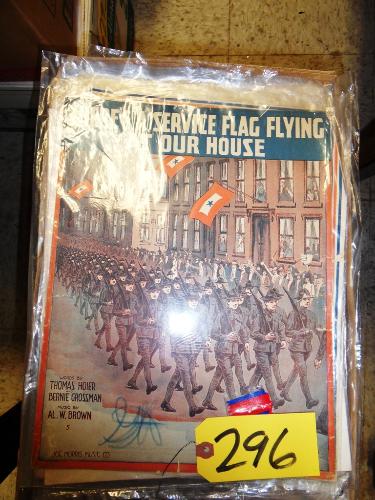 SERVICE FLAG FLYING
OUR HOUSE
WORDS BY
THOMAS HOIER
BERNIE GROSSMAN
MUSIC BY
AL. W. BROWN
5
JOE MORRIS MUSIC CO
296